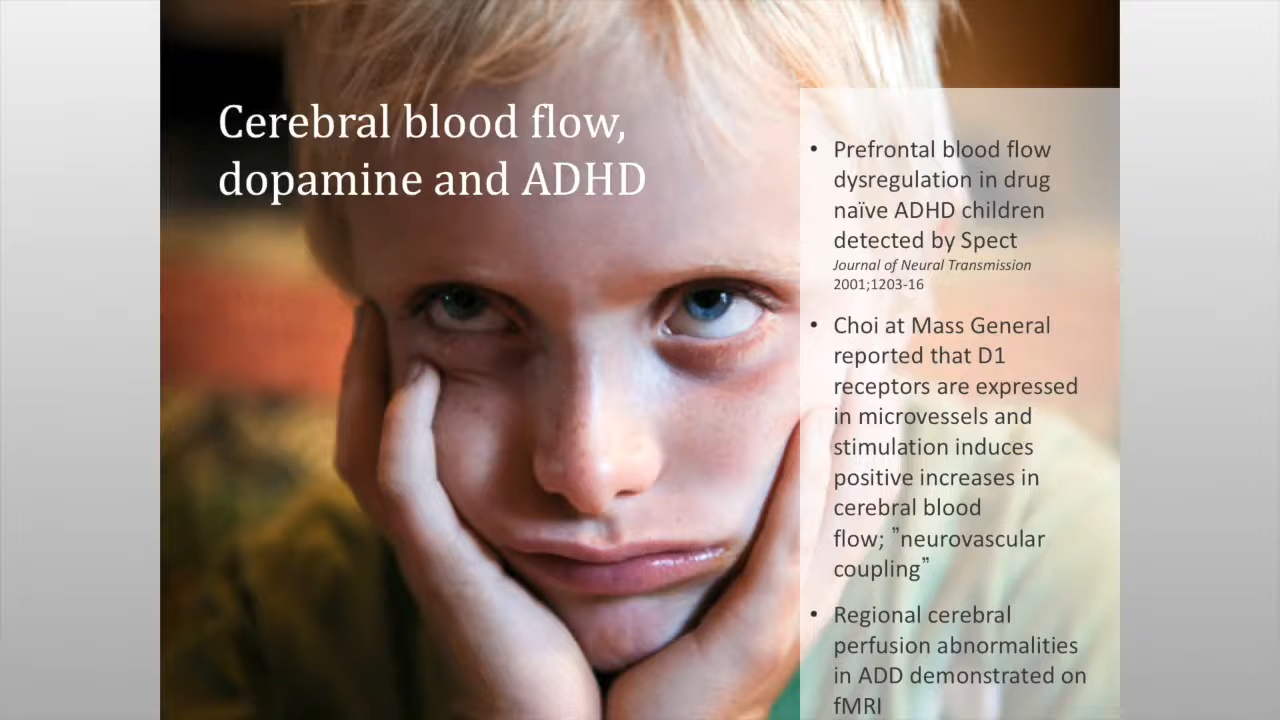 Cerebral blood flow,
dopamine and ADHD
• Prefrontal blood flow
dysregulation in drug
naïve ADHD children
detected by Spect
Journal of Neural Transmission
2001;1203-16
• Choi at Mass General
reported that D1
receptors are expressed
in microvessels and
stimulation induces
positive increases in
cerebral blood
flow; ”neurovascular
coupling”
• Regional cerebral
perfusion abnormalities
in ADD demonstrated on
fMRI